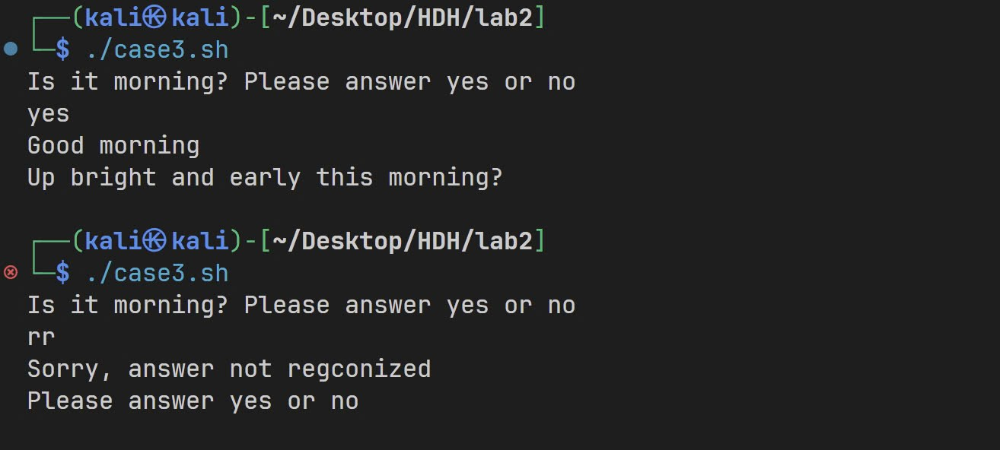 ┌──(kali㉿kali)-[~/Desktop/HDH/lab2]
└─$ ./case3.sh
Is it morning? Please answer yes or no
yes
Good morning
Up bright and early this morning?
┌──(kali㉿kali)-[~/Desktop/HDH/lab2]
└─$ ./case3.sh
Is it morning? Please answer yes or no
rr
Sorry, answer not regconized
Please answer yes or no